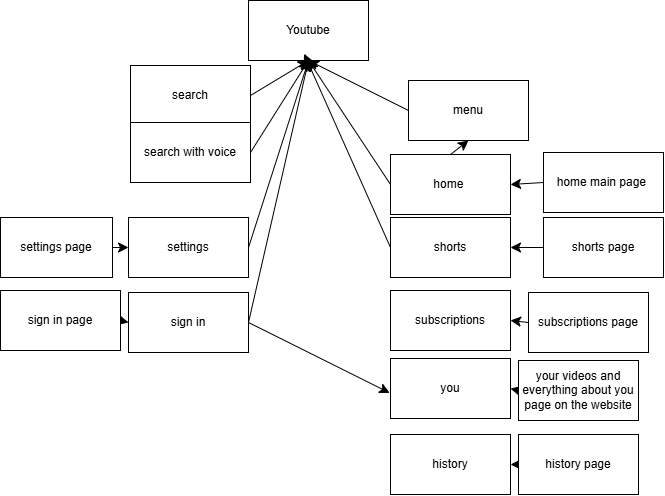 Youtube
search
menu
search with voice
home
home main page
settings page
settings
shorts
shorts page
sign in page
sign in
subscriptions
subscriptions page
you
your videos and
everything about you
page on the website
history
history page